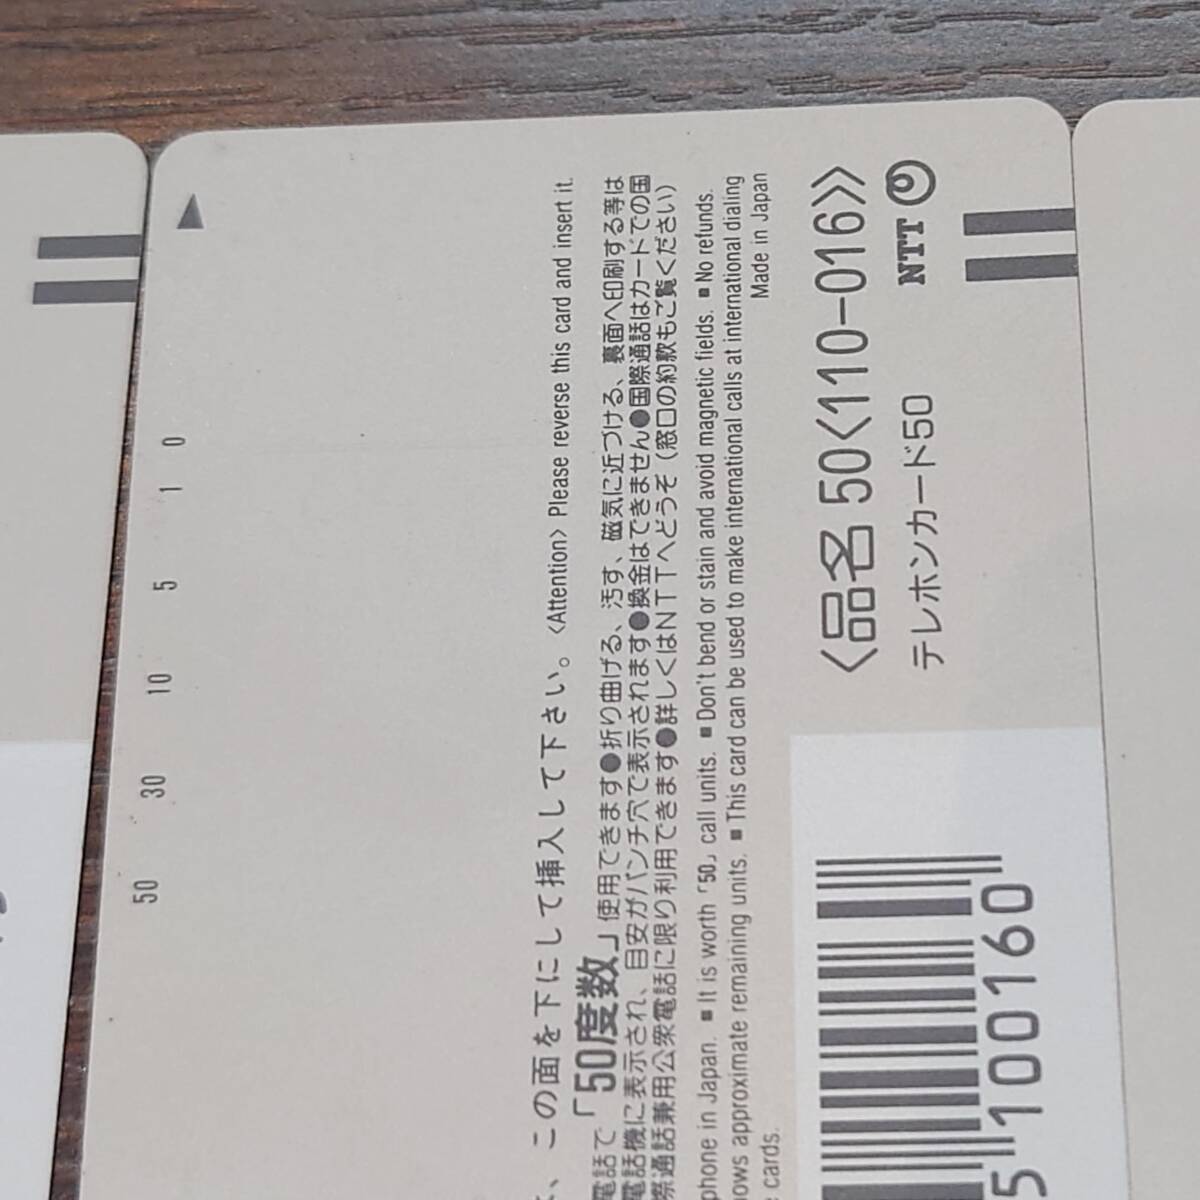 50 30 10 5 1 0
、この面を下にして挿入して下さい。〈Attention〉 Please reverse this card and insert it.
電話で「50度数」使用できます●折り曲げる、汚す、磁気に近づける、裏面へ印刷する等は
電話機に表示され、目安がパンチ穴で表示されます●換金はできません●国際通話はカードでの国
際通話兼用公衆電話に限り利用できます●詳しくはNTTへどうぞ（窓口の約款もご覧ください）
phone in Japan. ■ It is worth「50」call units. ■ Don't bend or stain and avoid magnetic fields. ■ No refunds.
ows approximate remaining units. ■ This card can be used to make international calls at international dialing
cards. Made in Japan
〈品名 50〈110-016〉〉
テレホンカード50 NTT
5 100160